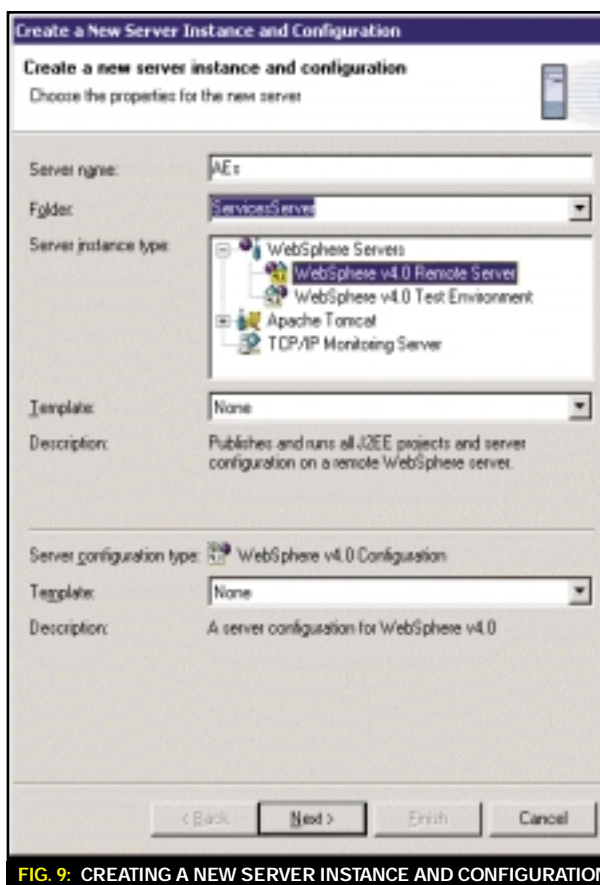 Create a New Server Instance and Configuration
Create a new server instance and configuration
Choose the properties for the new server
Server name:
AEs
Folder:
ServicesServer
Server instance type:
WebSphere Servers
WebSphere v4.0 Remote Server
WebSphere v4.0 Test Environment
Apache Tomcat
TCP/IP Monitoring Server
Template:
None
Description:
Publishes and runs all J2EE projects and server
configuration on a remote WebSphere server.
Server configuration type:
WebSphere v4.0 Configuration
Template:
None
Description:
A server configuration for WebSphere v4.0
< Back
Next >
Finish
Cancel
FIG. 9: CREATING A NEW SERVER INSTANCE AND CONFIGURATION